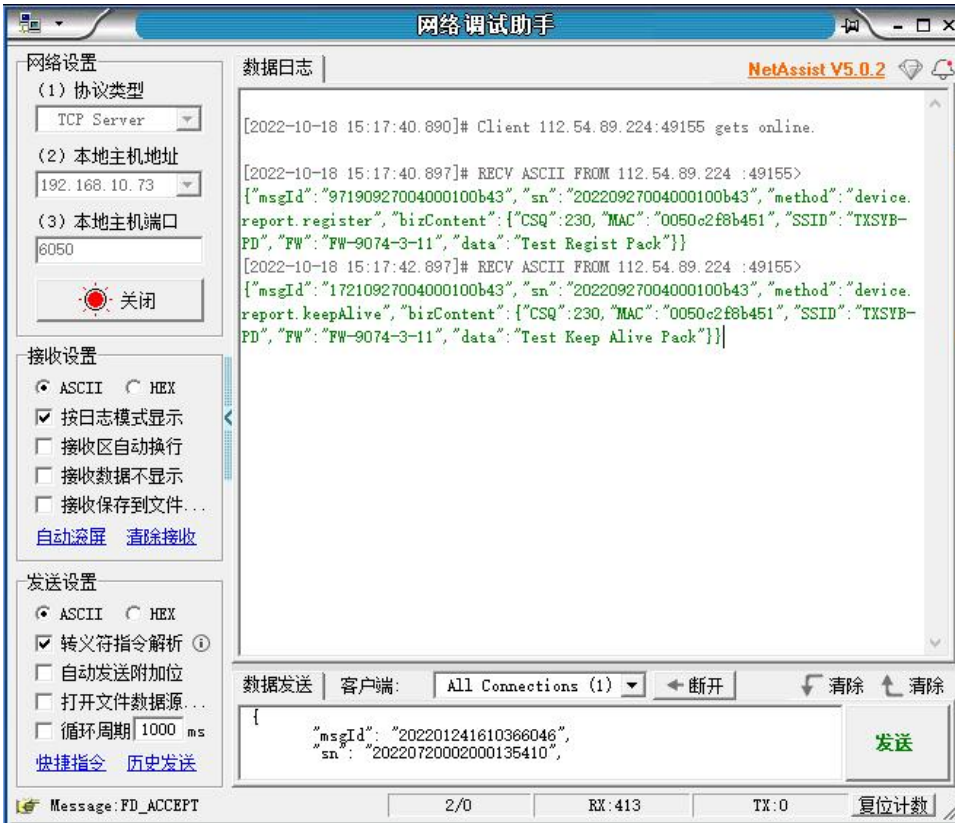 网络调试助手
网络设置
(1) 协议类型
TCP Server
(2) 本地主机地址
192.168.10.73
(3) 本地主机端口
6050
关闭
接收设置
ASCII HEX
按日志模式显示
接收区自动换行
接收数据不显示
接收保存到文件...
自动滚屏 清除接收
发送设置
ASCII HEX
转义符指令解析
自动发送附加位
打开文件数据源...
循环周期 1000 ms
快捷指令 历史发送
数据日志
NetAssist V5.0.2
[2022-10-18 15:17:40.890]# Client 112.54.89.224:49155 gets online.
[2022-10-18 15:17:40.897]# RECV ASCII FROM 112.54.89.224 :49155>
{"msgId":"97190927004000100b43","sn":"20220927004000100b43","method":"device.
report.register","bizContent":{"CSQ":230,"MAC":"0050c2f8b451","SSID":"TXSYB-
PD","FW":"FW-9074-3-11","data":"Test Regist Pack"}}
[2022-10-18 15:17:42.897]# RECV ASCII FROM 112.54.89.224 :49155>
{"msgId":"17210927004000100b43","sn":"20220927004000100b43","method":"device.
report.keepAlive","bizContent":{"CSQ":230,"MAC":"0050c2f8b451","SSID":"TXSYB-
PD","FW":"FW-9074-3-11","data":"Test Keep Alive Pack"}}
数据发送 客户端: All Connections (1) 断开 清除 清除
{
"msgId": "202201241610366046",
"sn": "20220720002000135410",
发送
Message:FD_ACCEPT 2/0 RX:413 TX:0 复位计数